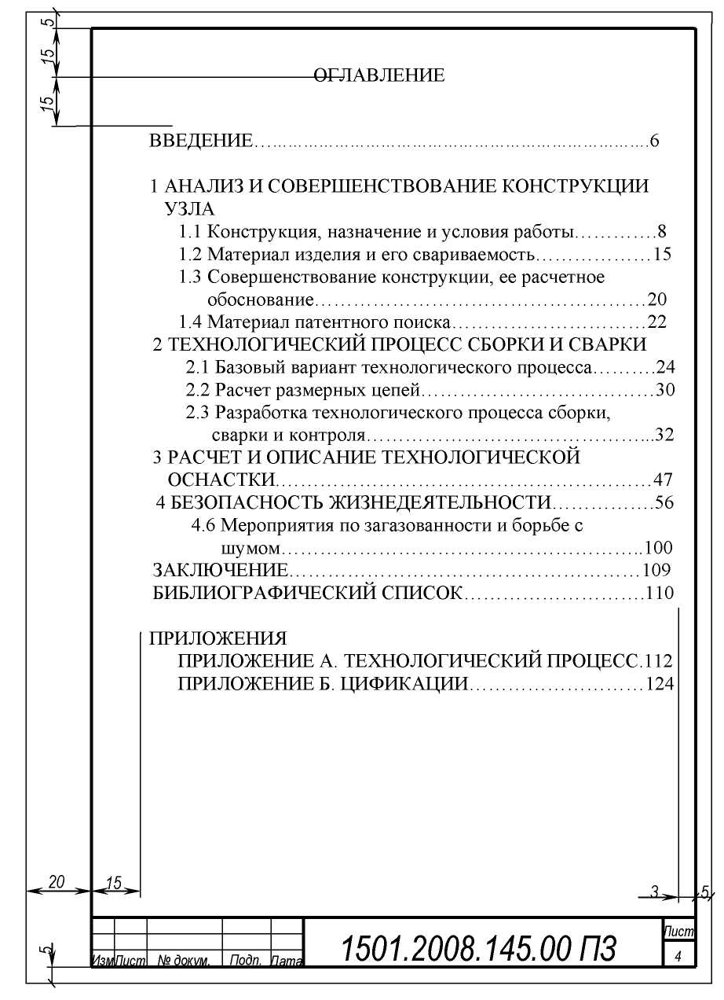 5
15
ОГЛАВЛЕНИЕ
15
ВВЕДЕНИЕ……………………………………………………………….6
1 АНАЛИЗ И СОВЕРШЕНСТВОВАНИЕ КОНСТРУКЦИИ
УЗЛА
1.1 Конструкция, назначение и условия работы………….8
1.2 Материал изделия и его свариваемость………………15
1.3 Совершенствование конструкции, ее расчетное
обоснование……………………………………………20
1.4 Материал патентного поиска…………………………22
2 ТЕХНОЛОГИЧЕСКИЙ ПРОЦЕСС СБОРКИ И СВАРКИ
2.1 Базовый вариант технологического процесса……….24
2.2 Расчет размерных цепей………………………………30
2.3 Разработка технологического процесса сборки,
сварки и контроля……………………………………...32
3 РАСЧЕТ И ОПИСАНИЕ ТЕХНОЛОГИЧЕСКОЙ
ОСНАСТКИ……………………………………………………47
4 БЕЗОПАСНОСТЬ ЖИЗНЕДЕЯТЕЛЬНОСТИ…………….56
4.6 Мероприятия по загазованности и борьбе с
шумом…………………………………………………..100
ЗАКЛЮЧЕНИЕ…………………………………………………109
БИБЛИОГРАФИЧЕСКИЙ СПИСОК……………………….110
ПРИЛОЖЕНИЯ
ПРИЛОЖЕНИЕ А. ТЕХНОЛОГИЧЕСКИЙ ПРОЦЕСС.112
ПРИЛОЖЕНИЕ Б. ЦИФИКАЦИИ………………………124
20 15 3 5
5
Лист
1501.2008.145.00 ПЗ
Изм Лист № докум. Подп. Дата 4